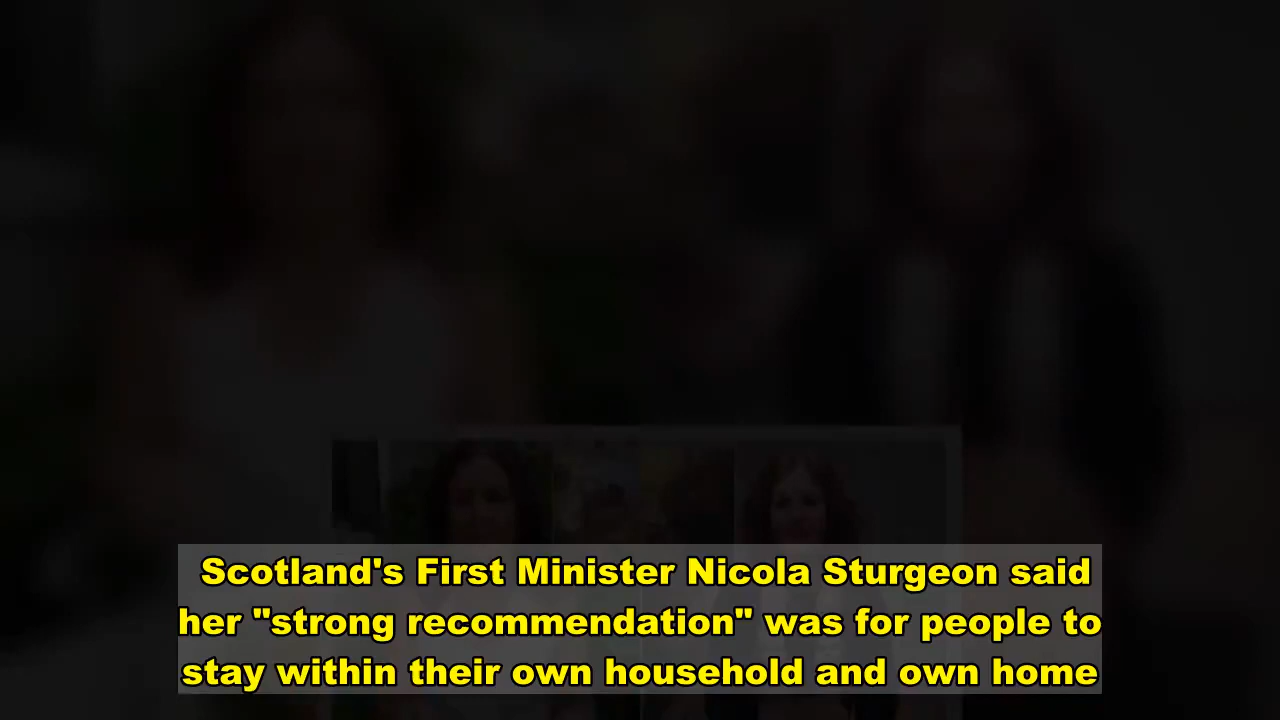 Scotland's First Minister Nicola Sturgeon said
her "strong recommendation" was for people to
stay within their own household and own home